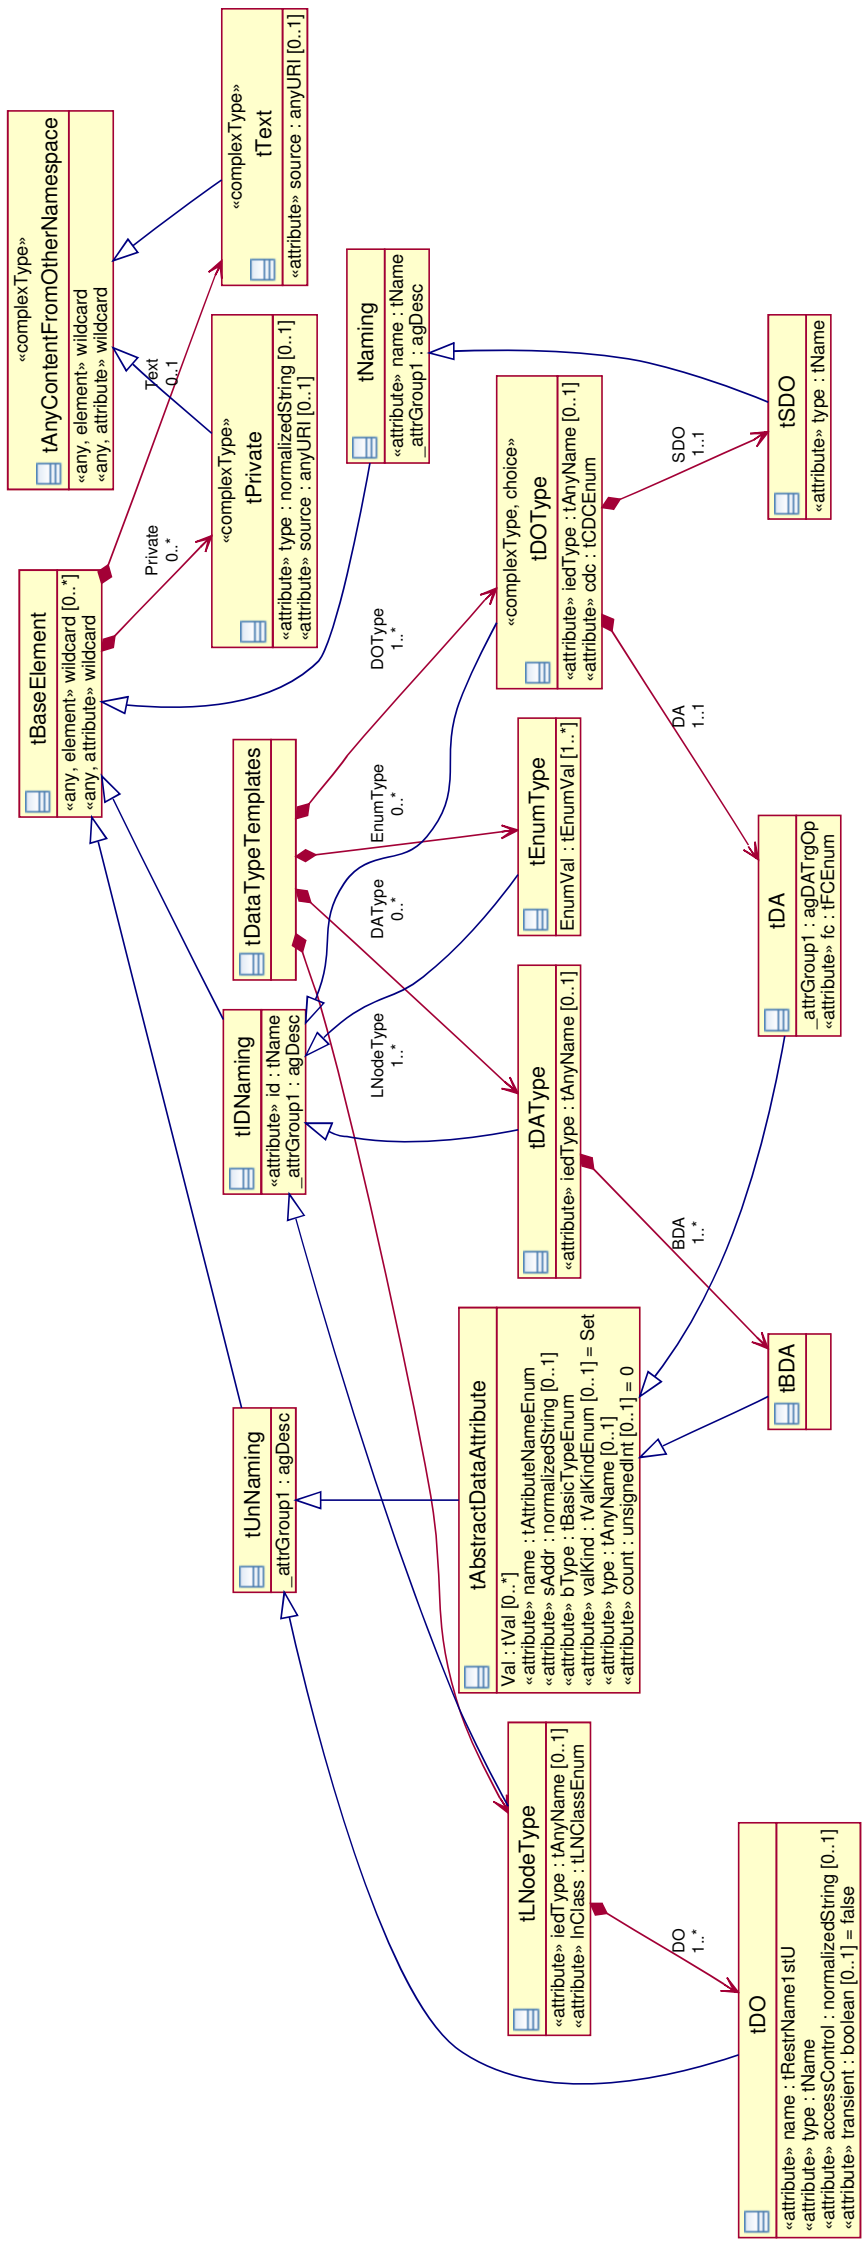 «complexType»
tAnyContentFromOtherNamespace
«any, element» wildcard
«any, attribute» wildcard
tBaseElement
«any, element» wildcard [0..*]
«any, attribute» wildcard
Text
0..1
Private
0..*
«complexType»
tText
«attribute» source : anyURI [0..1]
«complexType»
tPrivate
«attribute» type : normalizedString [0..1]
«attribute» source : anyURI [0..1]
tUnNaming
_attrGroup1 : agDesc
tIDNaming
«attribute» id : tName
_attrGroup1 : agDesc
tDataTypeTemplates
tNaming
«attribute» name : tName
_attrGroup1 : agDesc
LNodeType
1..*
DAType
0..*
EnumType
0..*
DOType
1..*
tLNodeType
«attribute» iedType : tAnyName [0..1]
«attribute» lnClass : tLNClassEnum
tAbstractDataAttribute
Val : tVal [0..*]
«attribute» name : tAttributeNameEnum
«attribute» sAddr : normalizedString [0..1]
«attribute» bType : tBasicTypeEnum
«attribute» valKind : tValKindEnum [0..1] = Set
«attribute» type : tAnyName [0..1]
«attribute» count : unsignedInt [0..1] = 0
tDAType
«attribute» iedType : tAnyName [0..1]
tEnumType
EnumVal : tEnumVal [1..*]
«complexType, choice»
tDOType
«attribute» iedType : tAnyName [0..1]
«attribute» cdc : tCDCEnum
DO
1..*
BDA
1..*
DA
1..1
SDO
1..1
tDO
«attribute» name : tRestrName1stU
«attribute» type : tName
«attribute» accessControl : normalizedString [0..1]
«attribute» transient : boolean [0..1] = false
tBDA
tDA
_attrGroup1 : agDATrgOp
«attribute» fc : tFCEnum
tSDO
«attribute» type : tName